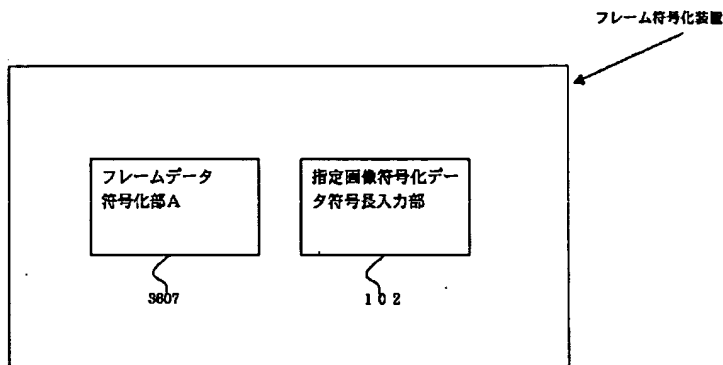 フレーム符号化装置
フレームデータ
符号化部A
指定画像符号化デー
タ符号長入力部
3607
102